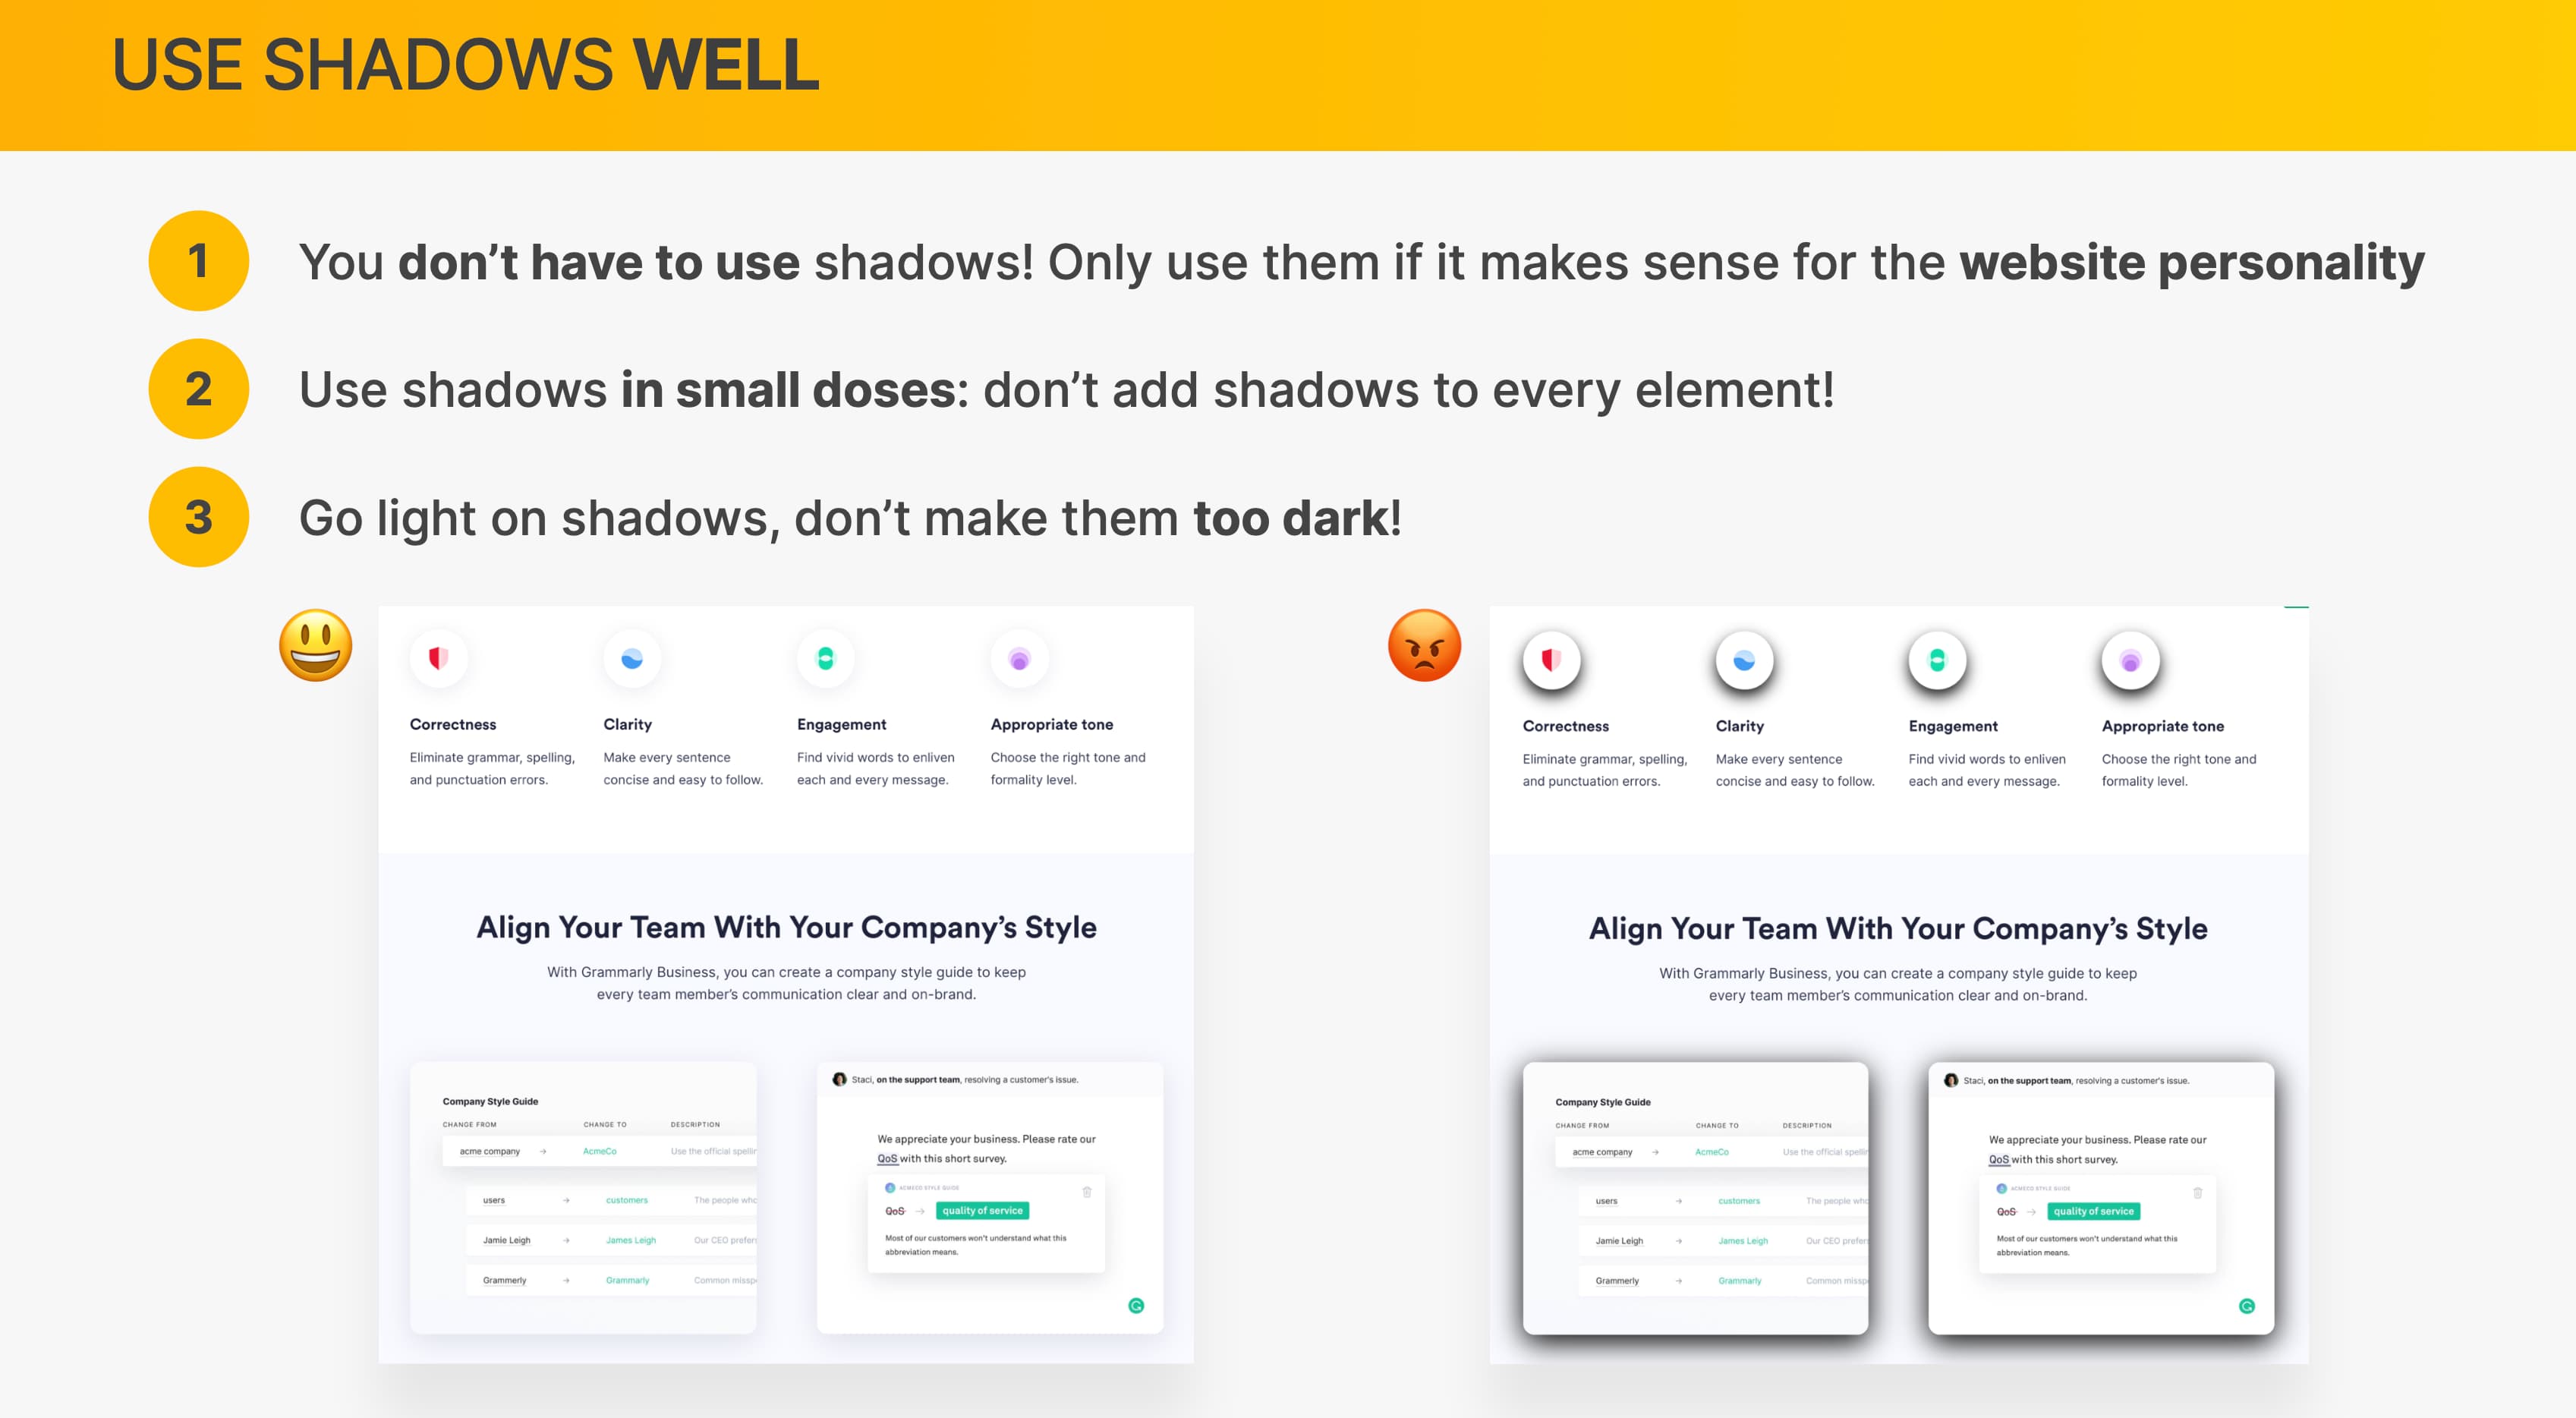 USE SHADOWS WELL
1
You don’t have to use shadows! Only use them if it makes sense for the website personality
2
Use shadows in small doses: don’t add shadows to every element!
3
Go light on shadows, don’t make them too dark!
Correctness
Eliminate grammar, spelling,
and punctuation errors.
Clarity
Make every sentence
concise and easy to follow.
Engagement
Find vivid words to enliven
each and every message.
Appropriate tone
Choose the right tone and
formality level.
Align Your Team With Your Company’s Style
With Grammarly Business, you can create a company style guide to keep
every team member’s communication clear and on-brand.
Company Style Guide
CHANGE FROM CHANGE TO DESCRIPTION
acme company → AcmeCo Use the official
users → customers The people
Jamie Leigh → James Leigh Our CEO
Grammerly → Grammarly Common
Staci, on the support team, resolving a customer's issue.
We appreciate your business. Please rate our
QoS with this short survey.
ACMECO STYLE GUIDE
QoS → quality of service
Most of our customers won't understand what this
abbreviation means.
Correctness
Eliminate grammar, spelling,
and punctuation errors.
Clarity
Make every sentence
concise and easy to follow.
Engagement
Find vivid words to enliven
each and every message.
Appropriate tone
Choose the right tone and
formality level.
Align Your Team With Your Company’s Style
With Grammarly Business, you can create a company style guide to keep
every team member’s communication clear and on-brand.
Company Style Guide
CHANGE FROM CHANGE TO DESCRIPTION
acme company → AcmeCo Use the official
users → customers The people
Jamie Leigh → James Leigh Our CEO
Grammerly → Grammarly Common
Staci, on the support team, resolving a customer's issue.
We appreciate your business. Please rate our
QoS with this short survey.
ACMECO STYLE GUIDE
QoS → quality of service
Most of our customers won't understand what this
abbreviation means.